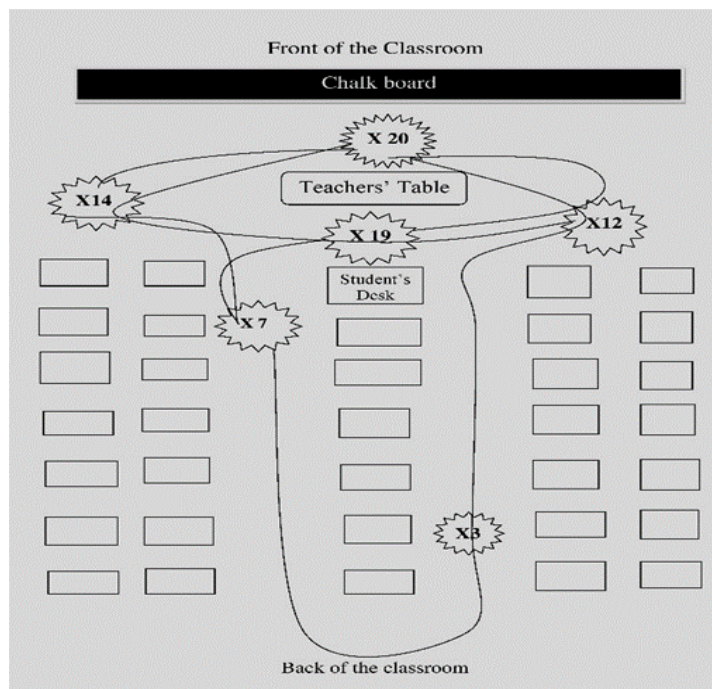 Front of the Classroom
Chalk board
X 20
Teachers' Table
X14
X12
X 19
Student's
Desk
X 7
X3
Back of the classroom